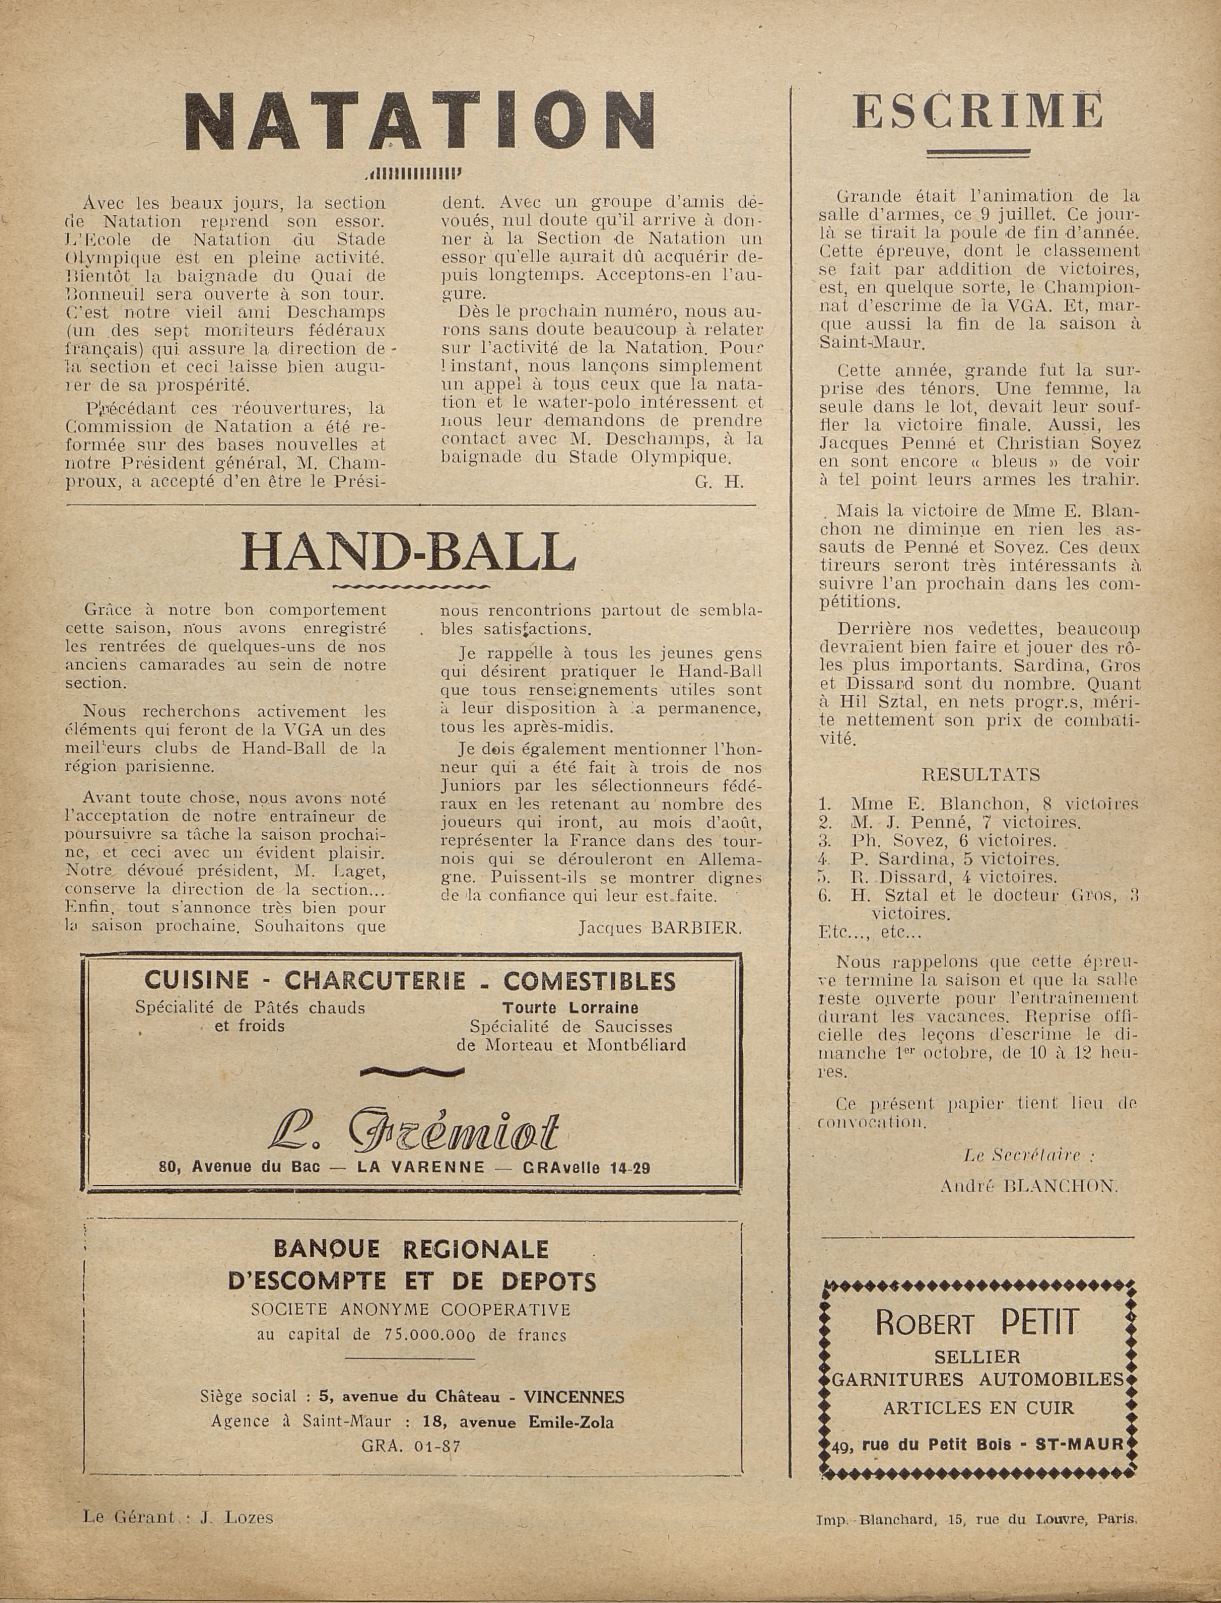 NATATION
Avec les beaux jours, la section
de Natation reprend son essor.
L'Ecole de Natation du Stade
Olympique est en pleine activité.
Bientôt la baignade du Quai de
Bonneuil sera ouverte à son tour.
C'est notre vieil ami Deschamps
(un des sept moniteurs fédéraux
français) qui assure la direction de -
la section et ceci laisse bien augu-
rer de sa prospérité.
Précédant ces réouvertures, la
Commission de Natation a été re-
formée sur des bases nouvelles et
notre Président général, M. Cham-
proux, a accepté d'en être le Prési-
dent. Avec un groupe d'amis dé-
voués, nul doute qu'il arrive à don-
ner à la Section de Natation un
essor qu'elle aurait dû acquérir de-
puis longtemps. Acceptons-en l'au-
gure.
Dès le prochain numéro, nous au-
rons sans doute beaucoup à relater
sur l'activité de la Natation. Pour
l'instant, nous lançons simplement
un appel à tous ceux que la nata-
tion et le water-polo intéressent et
nous leur demandons de prendre
contact avec M. Deschamps, à la
baignade du Stade Olympique.
G. H.
HAND-BALL
Grâce à notre bon comportement
cette saison, nous avons enregistré
les rentrées de quelques-uns de nos
anciens camarades au sein de notre
section.
Nous recherchons activement les
éléments qui feront de la VGA un des
meilleurs clubs de Hand-Ball de la
région parisienne.
Avant toute chose, nous avons noté
l'acceptation de notre entraîneur de
poursuivre sa tâche la saison prochai-
ne, et ceci avec un évident plaisir.
Notre dévoué président, M. Laget,
conserve la direction de la section...
Enfin, tout s'annonce très bien pour
la saison prochaine. Souhaitons que
nous rencontrions partout de sembla-
bles satisfactions.
Je rappelle à tous les jeunes gens
qui désirent pratiquer le Hand-Ball
que tous renseignements utiles sont
à leur disposition à la permanence,
tous les après-midis.
Je dois également mentionner l'hon-
neur qui a été fait à trois de nos
Juniors par les sélectionneurs fédé-
raux en les retenant au nombre des
joueurs qui iront, au mois d'août,
représenter la France dans des tour-
nois qui se dérouleront en Allema-
gne. Puissent-ils se montrer dignes
de la confiance qui leur est faite.
Jacques BARBIER.
CUISINE - CHARCUTERIE - COMESTIBLES
Spécialité de Pâtés chauds
et froids
Tourte Lorraine
Spécialité de Saucisses
de Morteau et Montbéliard
L. Frémiot
80, Avenue du Bac — LA VARENNE — GRAvelle 14-29
BANQUE REGIONALE
D'ESCOMPTE ET DE DEPOTS
SOCIETE ANONYME COOPERATIVE
au capital de 75.000.000 de francs
Siège social : 5, avenue du Château - VINCENNES
Agence à Saint-Maur : 18, avenue Emile-Zola
GRA. 01-87
Le Gérant : J. Lozes
ESCRIME
Grande était l'animation de la
salle d'armes, ce 9 juillet. Ce jour-
là se tirait la poule de fin d'année.
Cette épreuve, dont le classement
se fait par addition de victoires,
est, en quelque sorte, le Champion-
nat d'escrime de la VGA. Et, mar-
que aussi la fin de la saison à
Saint-Maur.
Cette année, grande fut la sur-
prise des ténors. Une femme, la
seule dans le lot, devait leur souf-
fler la victoire finale. Aussi, les
Jacques Penné et Christian Soyez
en sont encore « bleus » de voir
à tel point leurs armes les trahir.
Mais la victoire de Mme E. Blan-
chon ne diminue en rien les as-
sauts de Penné et Soyez. Ces deux
tireurs seront très intéressants à
suivre l'an prochain dans les com-
pétitions.
Derrière nos vedettes, beaucoup
devraient bien faire et jouer des rô-
les plus importants. Sardina, Gros
et Dissard sont du nombre. Quant
à Hil Sztal, en nets progr.s, méri-
te nettement son prix de combati-
vité.
RESULTATS
1. Mme E. Blanchon, 8 victoires
2. M. J. Penné, 7 victoires.
3. Ph. Soyez, 6 victoires.
4. P. Sardina, 5 victoires.
5. R. Dissard, 4 victoires.
6. H. Sztal et le docteur Gros, 3
victoires.
Etc..., etc...
Nous rappelons que cette épreu-
ve termine la saison et que la salle
reste ouverte pour l'entraînement
durant les vacances. Reprise offi-
cielle des leçons d'escrime le di-
manche 1er octobre, de 10 à 12 heu-
res.
Ce présent papier tient lieu de
convocation.
Le Secrétaire :
André BLANCHON.
ROBERT PETIT
SELLIER
GARNITURES AUTOMOBILES
ARTICLES EN CUIR
49, rue du Petit Bois - ST-MAUR
Imp. Blanchard, 15, rue du Louvre, Paris.